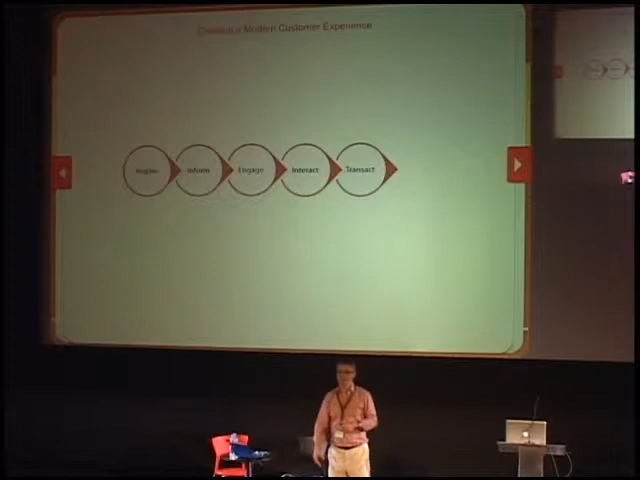 a Modern Customer Experience
Inform
Engage
Interact
Transact